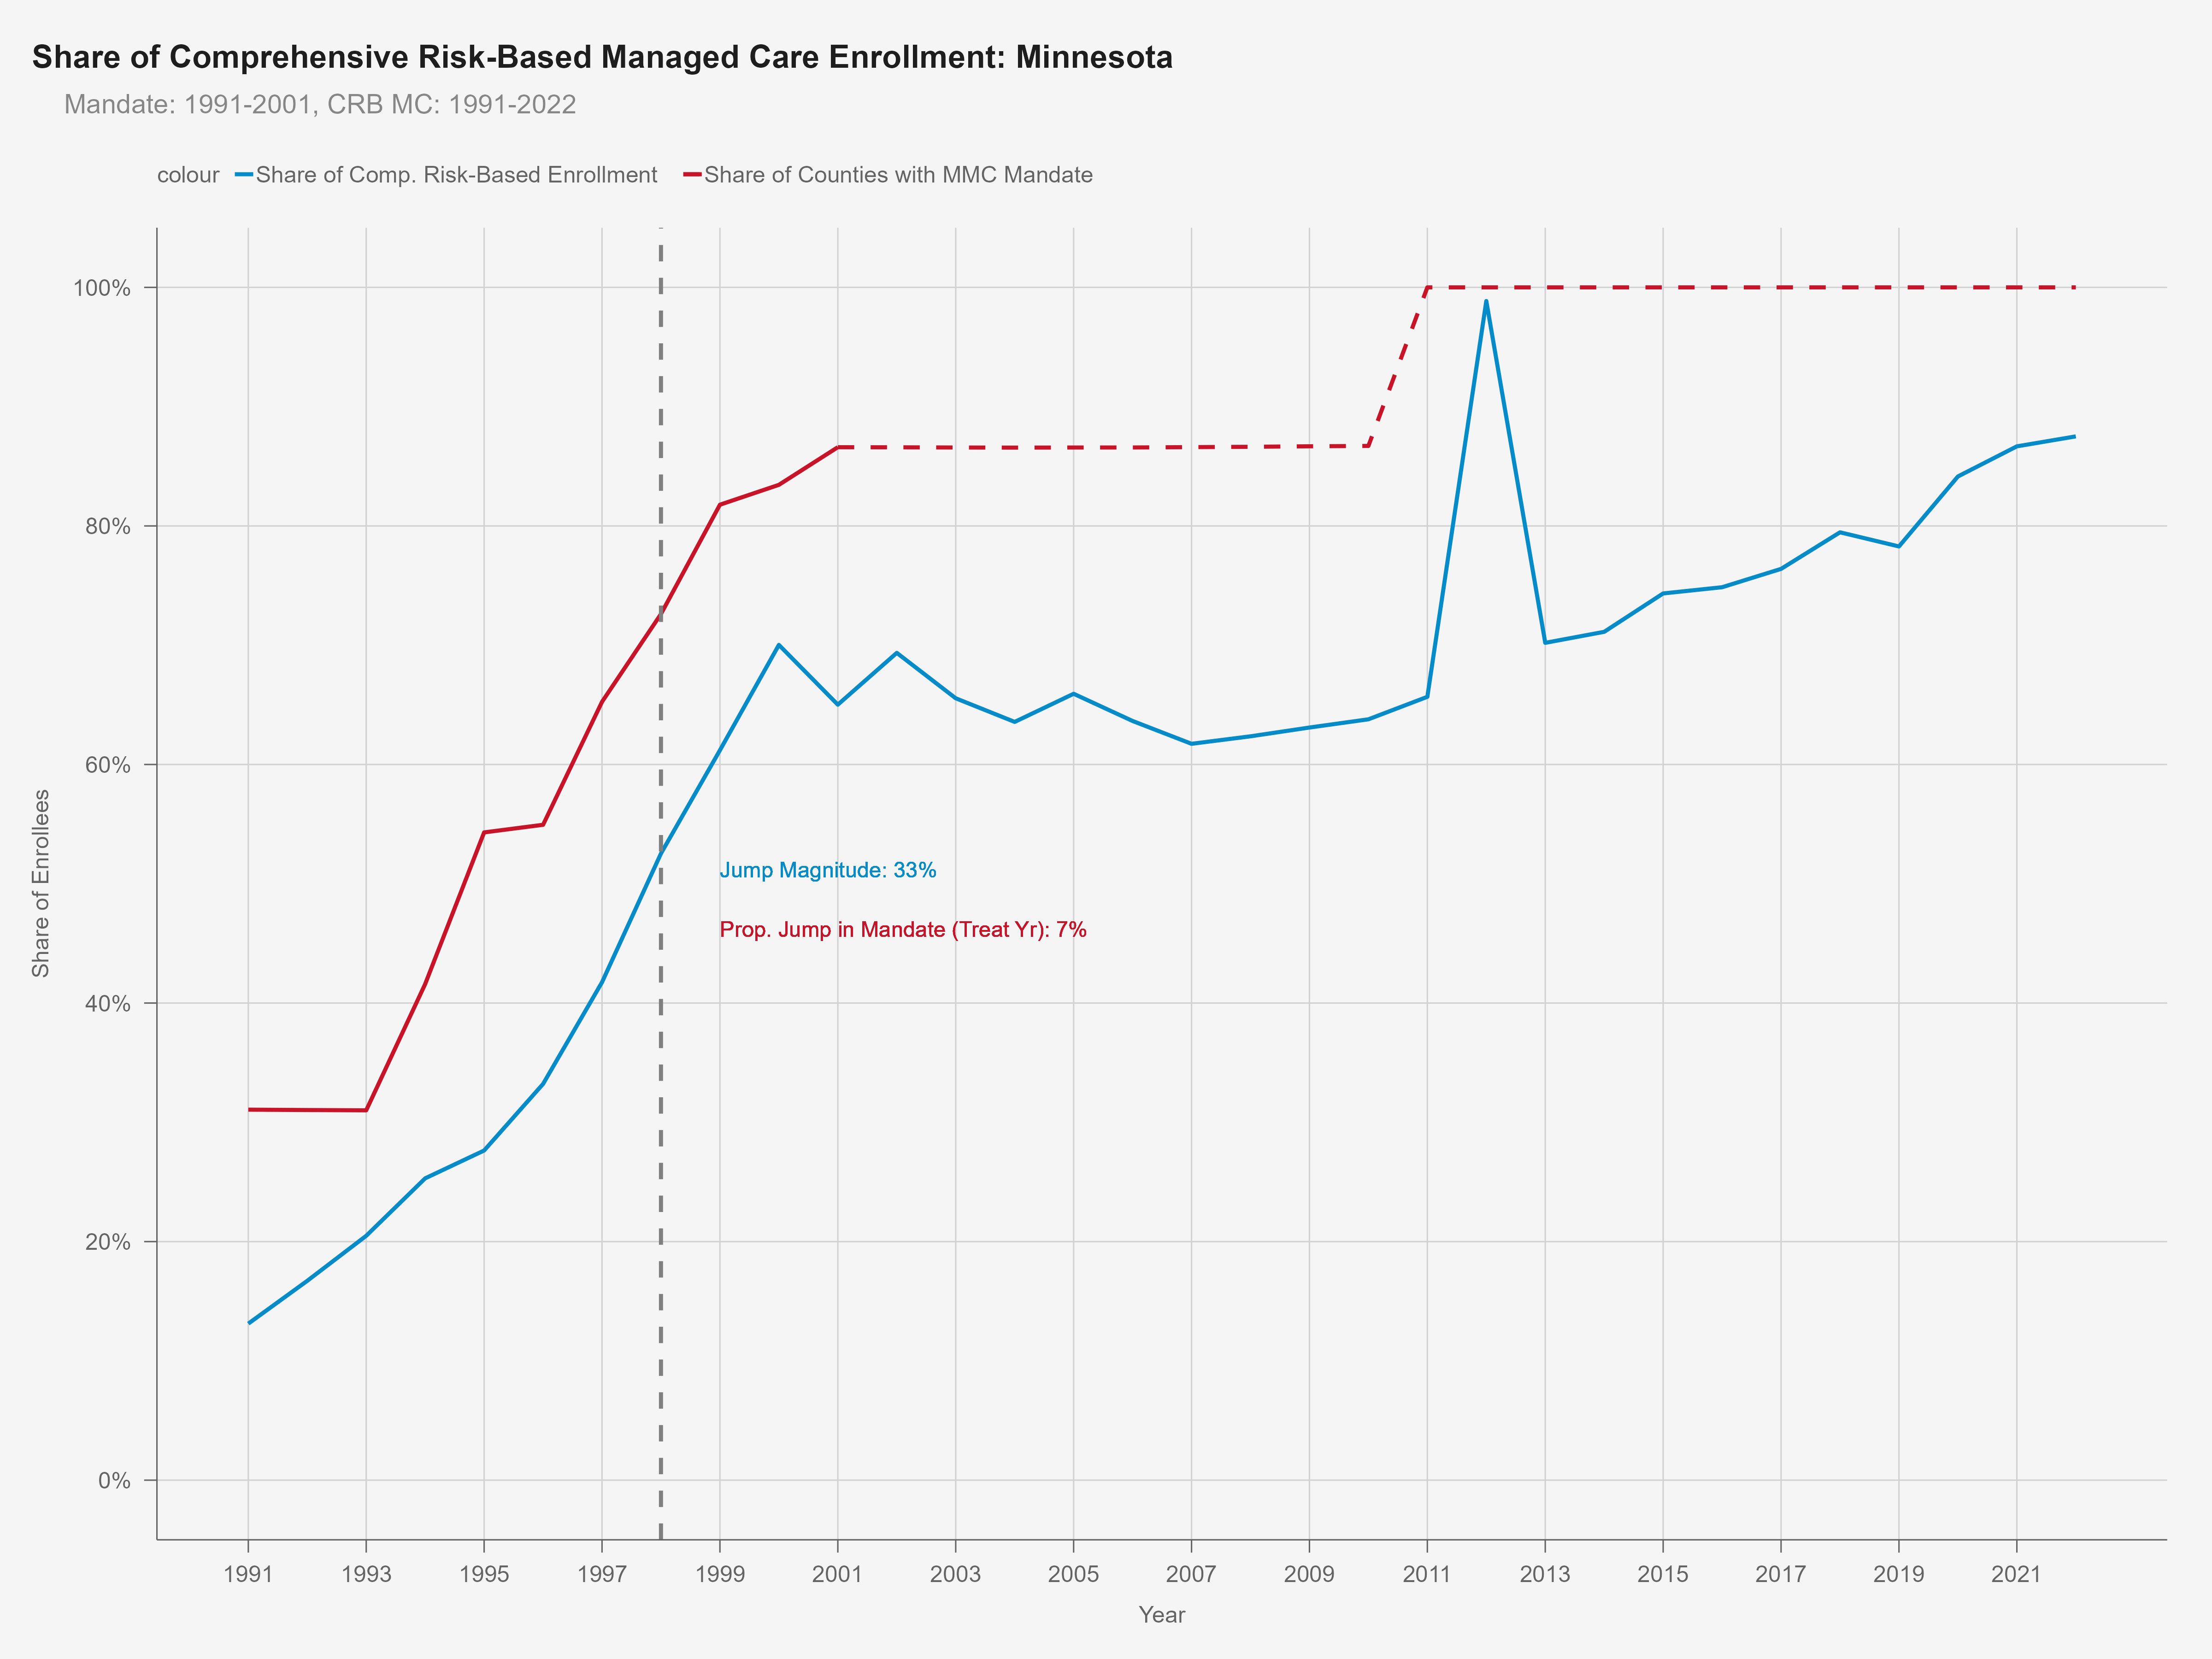 Share of Comprehensive Risk-Based Managed Care Enrollment: Minnesota
Mandate: 1991-2001, CRB MC: 1991-2022
colour Share of Comp. Risk-Based Enrollment Share of Counties with MMC Mandate
100%
80%
60%
40%
20%
0%
Share of Enrollees
Jump Magnitude: 33%
Prop. Jump in Mandate (Treat Yr): 7%
1991 1993 1995 1997 1999 2001 2003 2005 2007 2009 2011 2013 2015 2017 2019 2021
Year